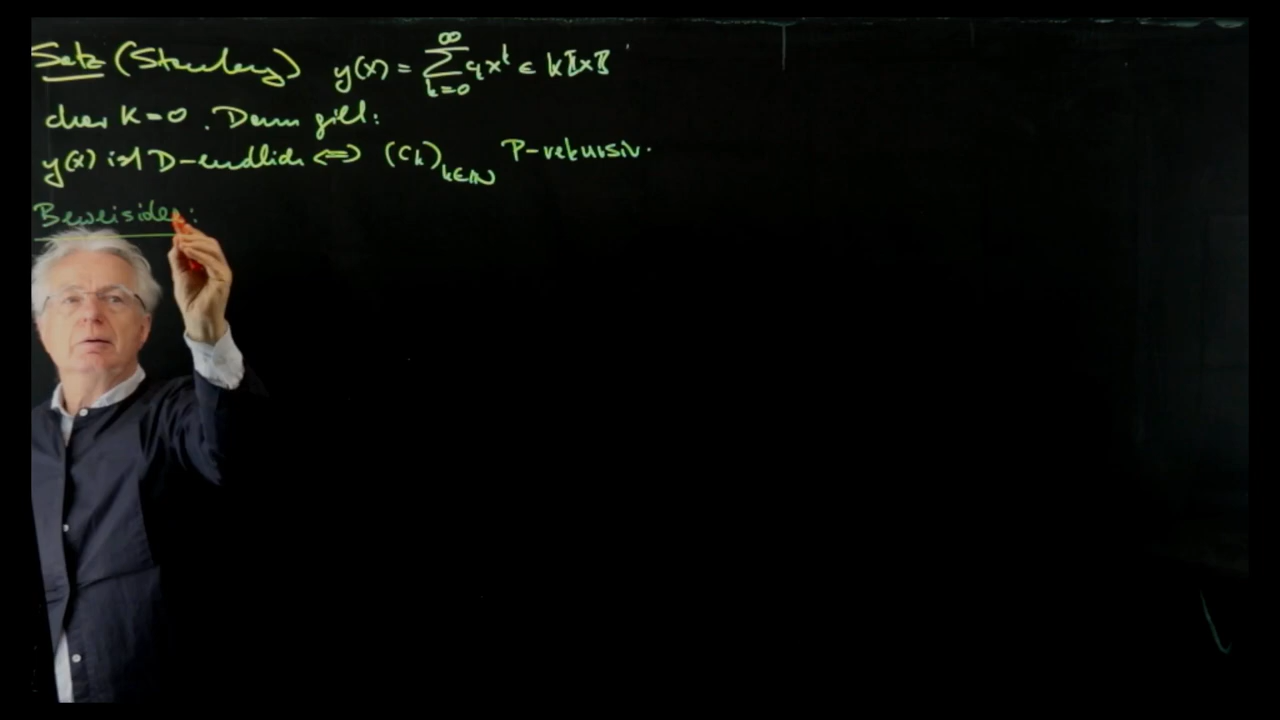 Satz (Stanley) y(x) = ∑_{k=0}^{∞} c_k x^k ∈ K⟦x⟧
char K = 0. Dann gilt:
y(x) ist D-endlich ⟺ (c_k)_{k∈ℕ} P-rekursiv.
Beweisidee: